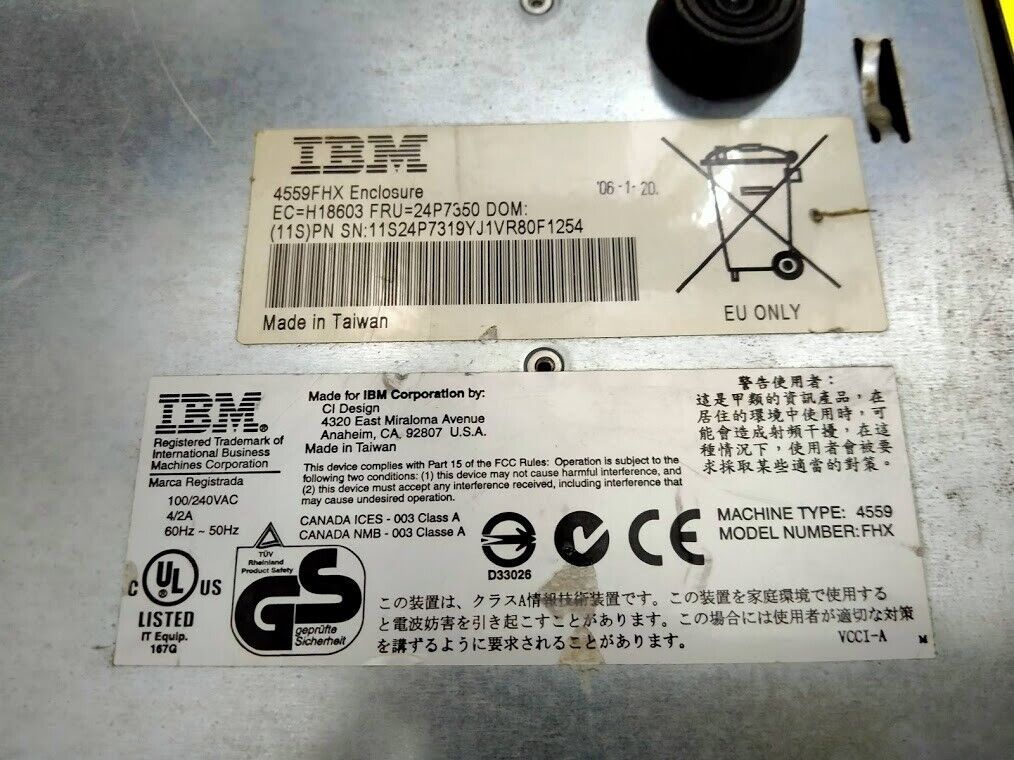 IBM
4559FHX Enclosure
'06 -1- 20.
EC=H18603 FRU=24P7350 DOM:
(11S)PN SN:11S24P7319YJ1VR80F1254
Made in Taiwan
EU ONLY
IBM®
Registered Trademark of
International Business
Machines Corporation
Marca Registrada
100/240VAC
4/2A
60Hz ~ 50Hz
Made for IBM Corporation by:
CI Design
4320 East Miraloma Avenue
Anaheim, CA. 92807 U.S.A.
Made in Taiwan
This device complies with Part 15 of the FCC Rules: Operation is subject to the
following two conditions: (1) this device may not cause harmful interference, and
(2) this device must accept any interference received, including interference that
may cause undesired operation.
CANADA ICES - 003 Class A
CANADA NMB - 003 Classe A
警告使用者：
這是甲類的資訊產品，在
居住的環境中使用時，可
能會造成射頻干擾，在這
種情況下，使用者會被要
求採取某些適當的對策。
MACHINE TYPE: 4559
MODEL NUMBER: FHX
C UL® US
LISTED
IT Equip.
167G
TÜV
Rheinland
Product Safety
GS
geprüfte
Sicherheit
D33026
CE
この装置は、クラスA情報技術装置です。この装置を家庭環境で使用する
と電波妨害を引き起こすことがあります。この場合には使用者が適切な対策
を講ずるように要求されることがあります。
VCCI-A